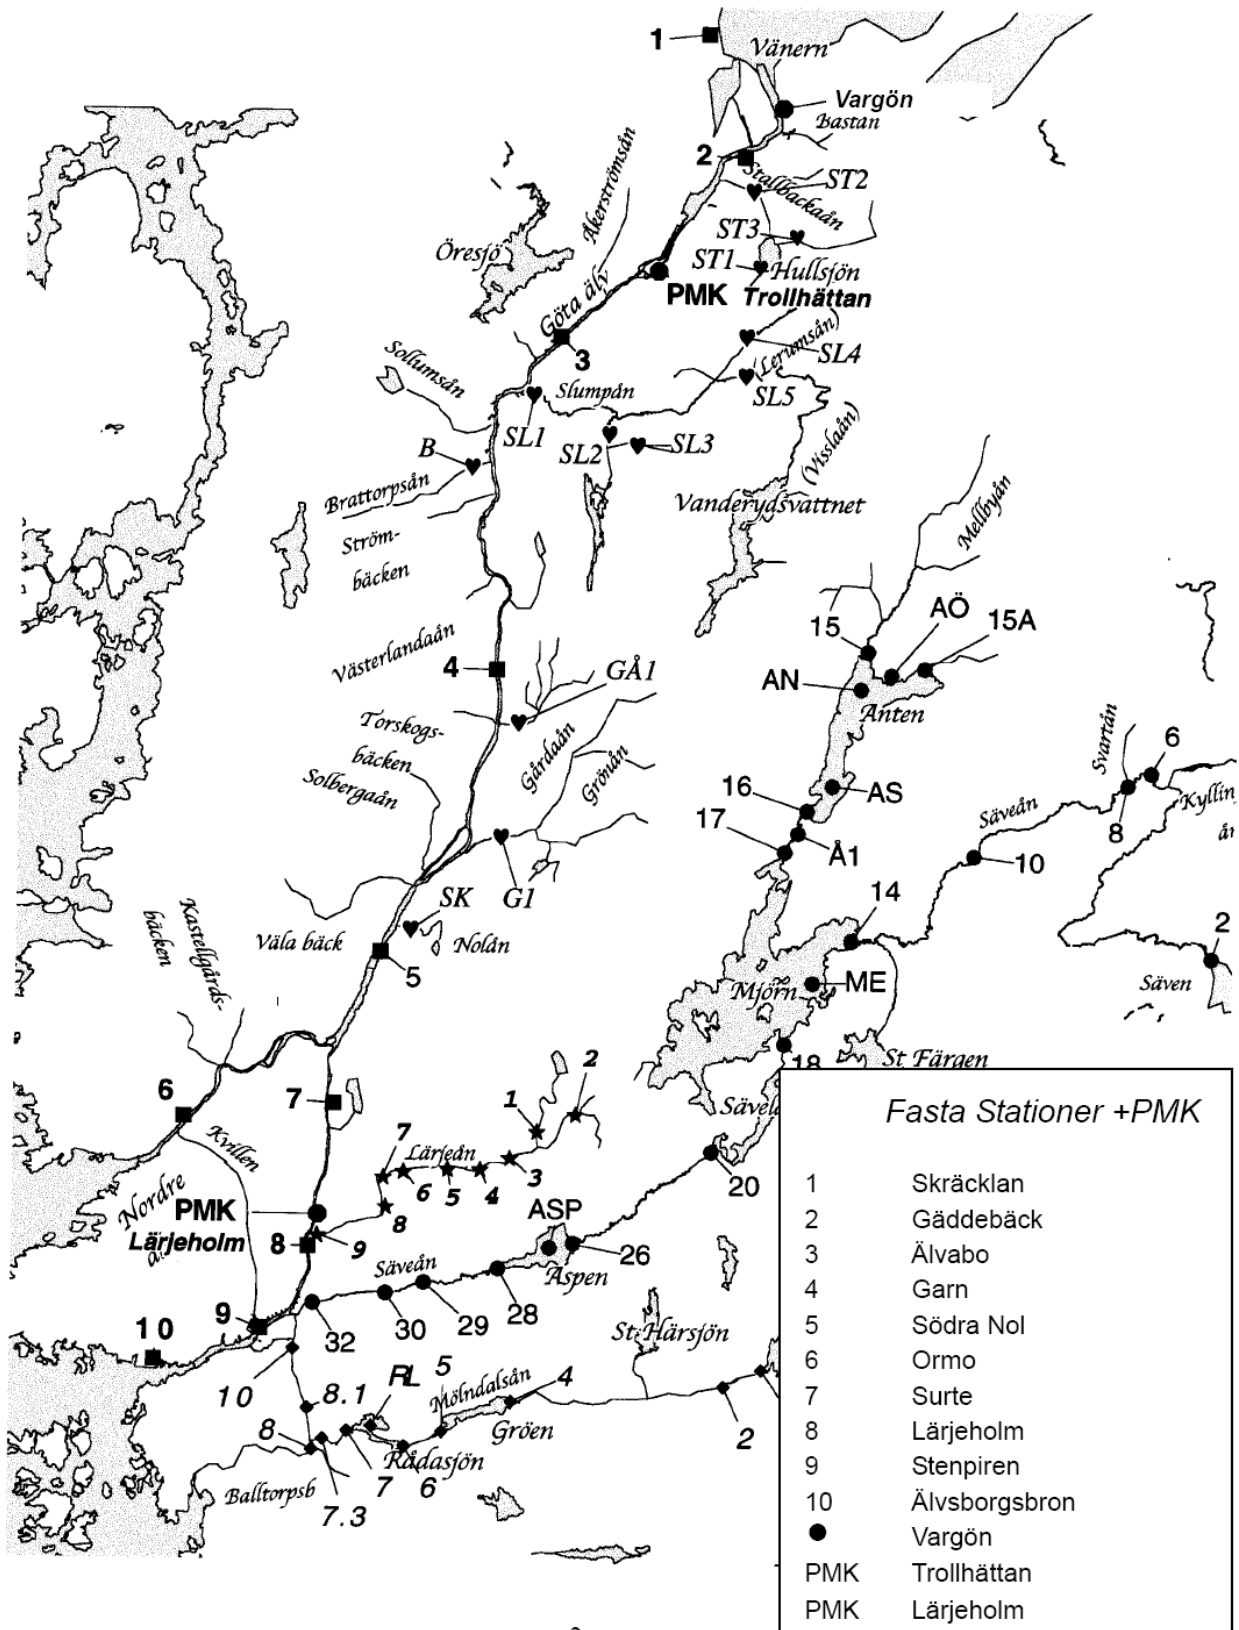 1
Vänern
Vargön
Bastan
2
Stallbackaån
ST2
Åkerströmsån
ST3
Öresjö
ST1
Hullsjön
PMK Trollhättan
Göta älv
3
(Lerumsån)
SL4
Sollumsån
Slumpån
SL5
SL1
B
SL2
SL3
(Visslaån)
Brattorpsån
Vanderydsvattnet
Mellbyån
Ström-
bäcken
AÖ
15
15A
Västerlandaån
4
GÅ1
AN
Anten
Torskogs-
bäcken
Gårdaån
Grönån
Svartån
6
Solbergaån
16
AS
Säveån
Kyllin
år
17
8
Å1
10
SK
G1
14
Kastellgårds-
bäcken
Väla bäck
Nolån
2
5
Mjörn
ME
Säven
18
St Färgen
6
7
1
2
Sävel
Kvillen
7
Lärjeån
6
5
4
3
20
Nordre
PMK
Lärjeholm
8
ASP
8
9
26
Säveån
Aspen
28
9
32
30
29
10
St Härsjön
10
8.1
RL
5
Mölndalsån
4
8
Gröen
2
Rådasjön
Balltorpsb
7
6
7.3
Fasta Stationer +PMK
1 Skräcklan
2 Gäddebäck
3 Älvabo
4 Garn
5 Södra Nol
6 Ormo
7 Surte
8 Lärjeholm
9 Stenpiren
10 Älvsborgsbron
Vargön
PMK Trollhättan
PMK Lärjeholm